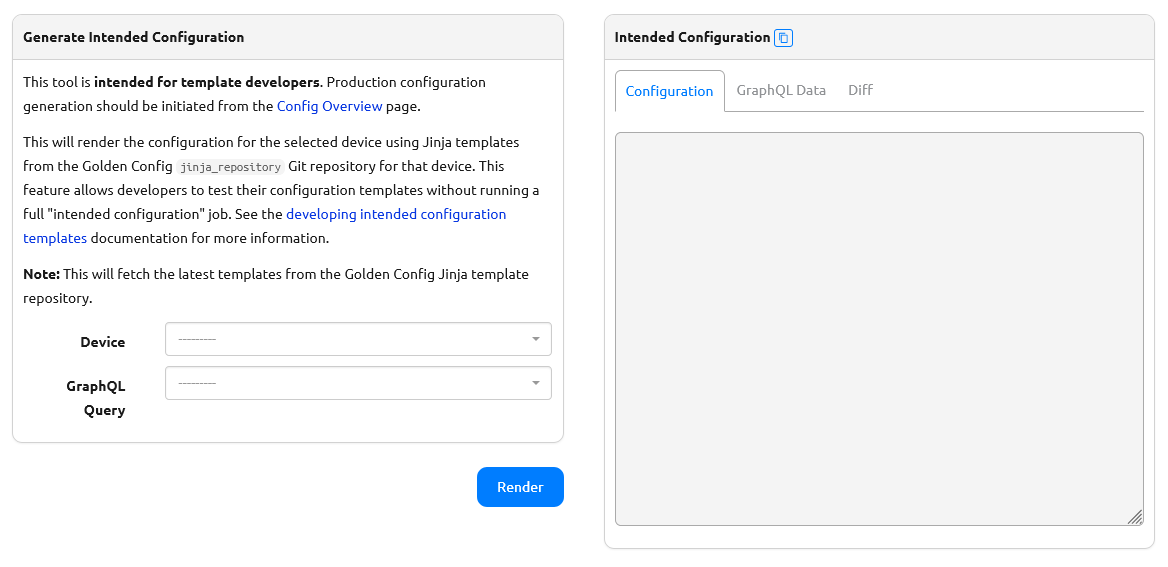 Generate Intended Configuration
This tool is intended for template developers. Production configuration
generation should be initiated from the Config Overview page.
This will render the configuration for the selected device using Jinja templates
from the Golden Config jinja_repository Git repository for that device. This
feature allows developers to test their configuration templates without running a
full "intended configuration" job. See the developing intended configuration
templates documentation for more information.
Note: This will fetch the latest templates from the Golden Config Jinja template
repository.
Device
---------
GraphQL
Query
---------
Render
Intended Configuration
Configuration
GraphQL Data
Diff